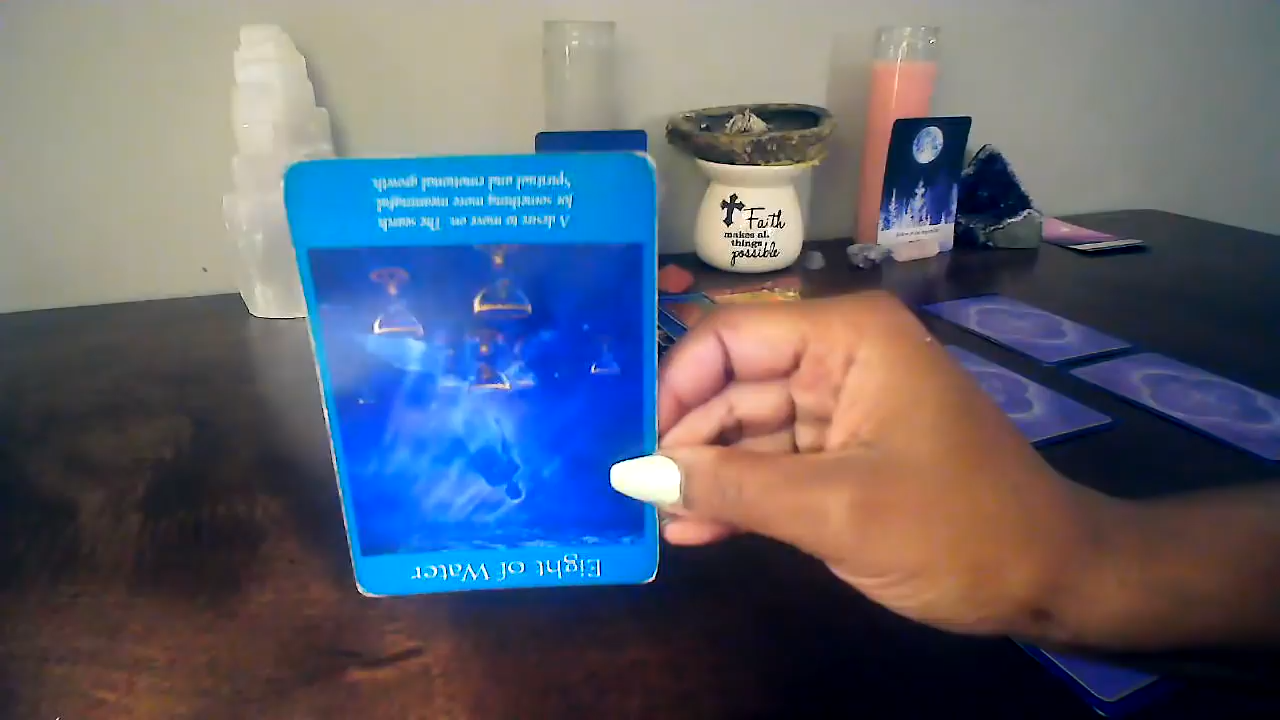 Eight of Water
A desire to move on. The search
for something more meaningful.
Spiritual and emotional growth.
Faith
makes all
things
possible